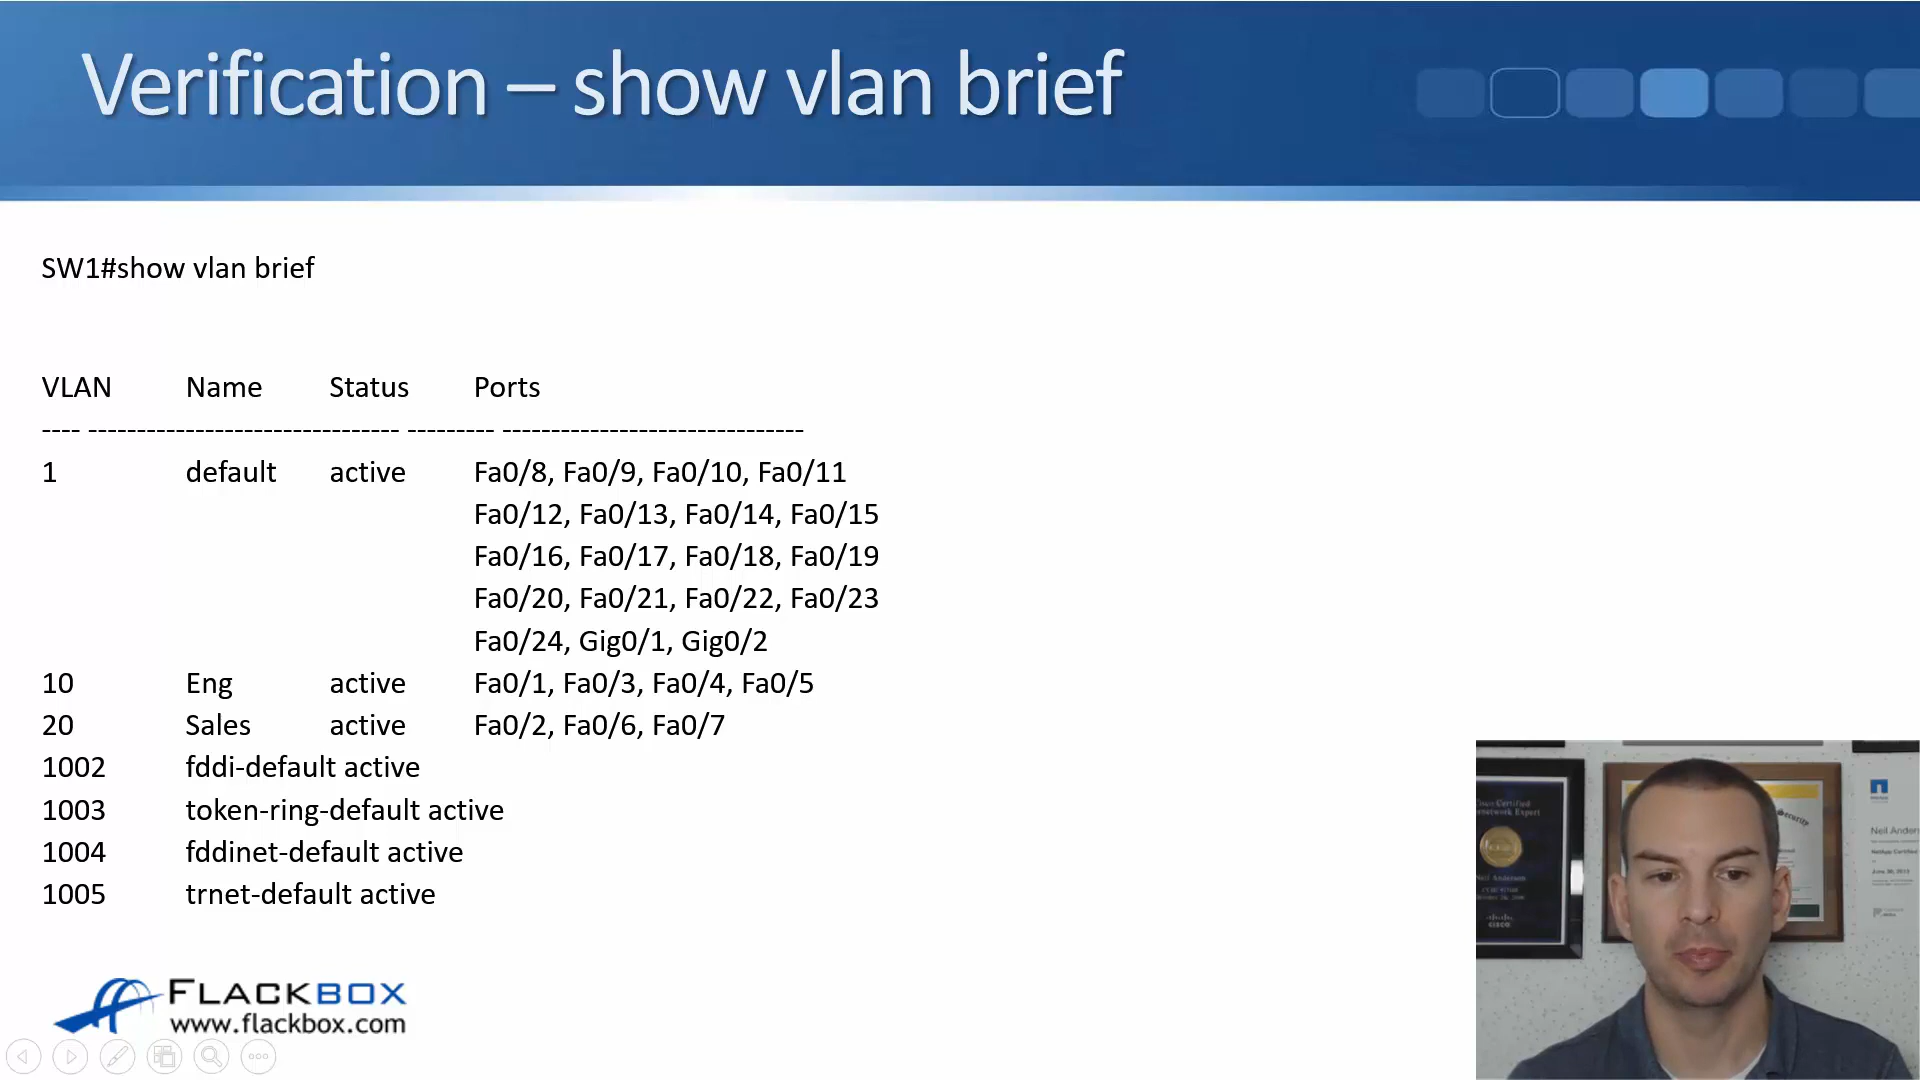 Verification – show vlan brief
SW1#show vlan brief
VLAN Name Status Ports
---- -------------------------------- --------- -------------------------------
1 default active Fa0/8, Fa0/9, Fa0/10, Fa0/11
Fa0/12, Fa0/13, Fa0/14, Fa0/15
Fa0/16, Fa0/17, Fa0/18, Fa0/19
Fa0/20, Fa0/21, Fa0/22, Fa0/23
Fa0/24, Gig0/1, Gig0/2
10 Eng active Fa0/1, Fa0/3, Fa0/4, Fa0/5
20 Sales active Fa0/2, Fa0/6, Fa0/7
1002 fddi-default active
1003 token-ring-default active
1004 fddinet-default active
1005 trnet-default active
FLACKBOX
www.flackbox.com
Security
Neil Ander
CISCO